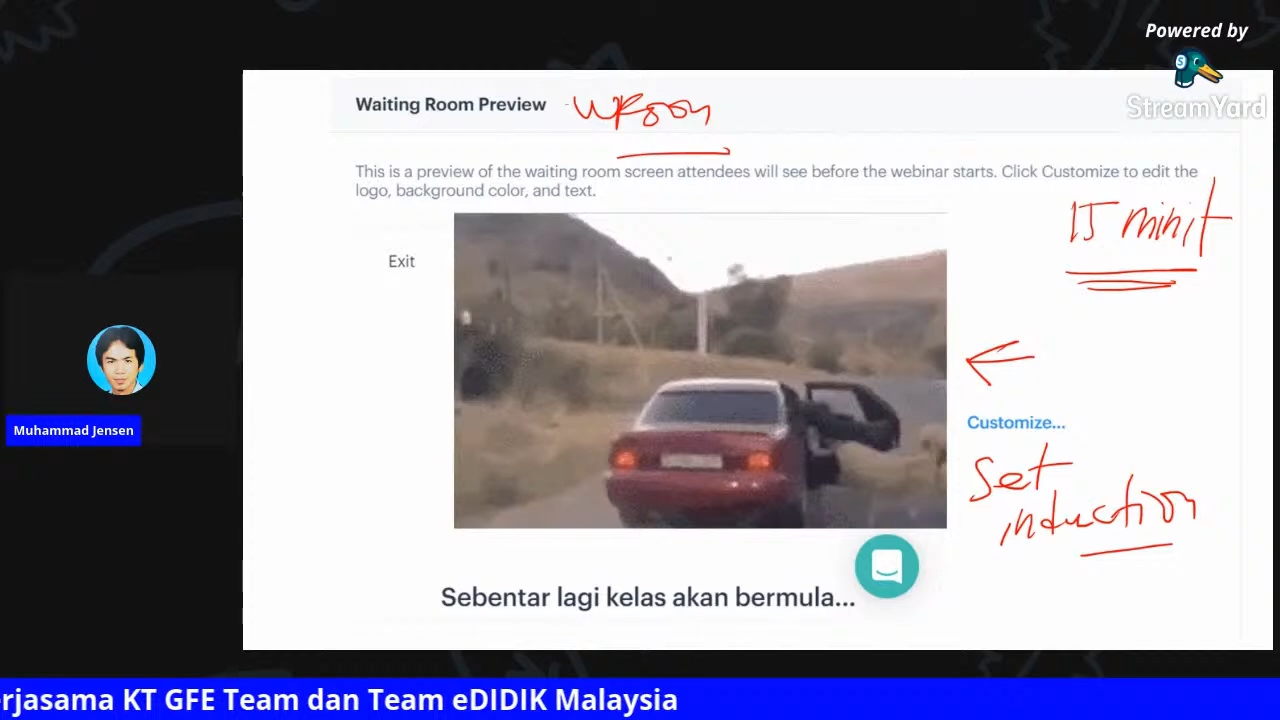 Powered by
StreamYard
Waiting Room Preview
WRoom
This is a preview of the waiting room screen attendees will see before the webinar starts. Click Customize to edit the
logo, background color, and text.
15 minit
Exit
Customize...
Set
induction
Muhammad Jensen
Sebentar lagi kelas akan bermula...
erjasama KT GFE Team dan Team eDIDIK Malaysia